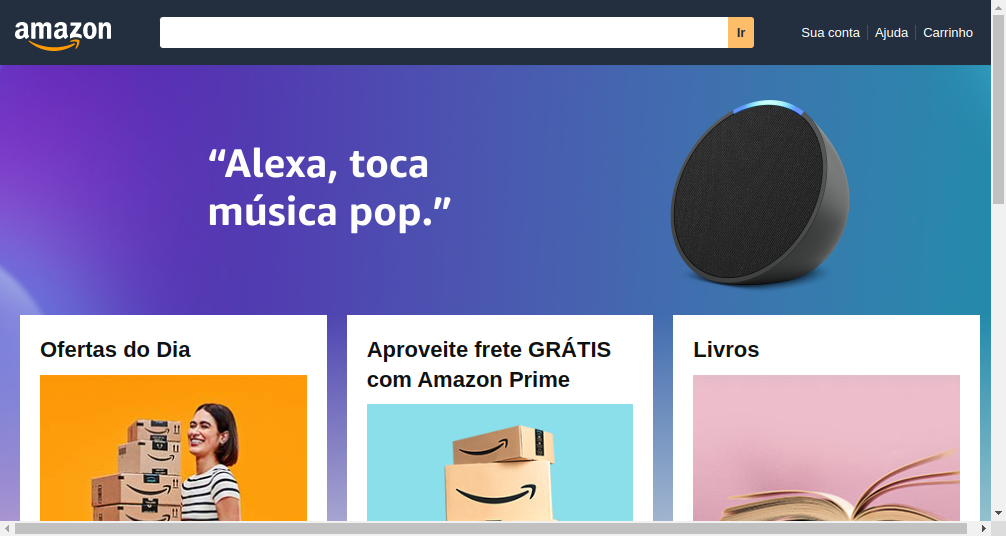 amazon
Ir
Sua conta
Ajuda
Carrinho
“Alexa, toca
música pop.”
Ofertas do Dia
Aproveite frete GRÁTIS
com Amazon Prime
Livros